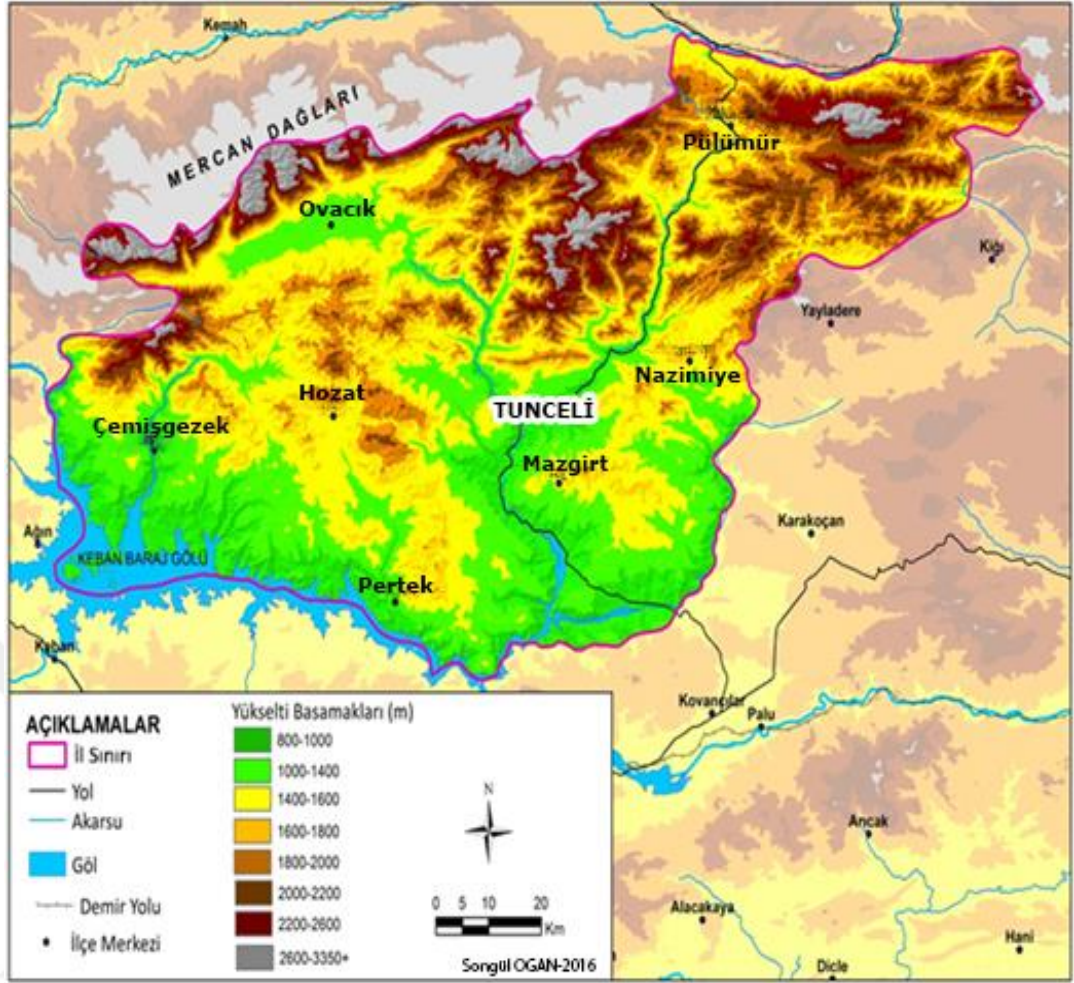 Kemah
MERCAN DAĞLARI
Pülümür
Ovacık
Kiğı
Yayladere
Nazimiye
Hozat
TUNCELİ
Çemişgezek
Mazgirt
Karakoçan
Ağın
KEBAN BARAJ GÖLÜ
Pertek
Keban
Kovancılar
Palu
AÇIKLAMALAR
İl Sınırı
Yol
Akarsu
Göl
Demir Yolu
İlçe Merkezi
Yükselti Basamakları (m)
800-1000
1000-1400
1400-1600
1600-1800
1800-2000
2000-2200
2200-2600
2600-3350+
N
0 5 10 20
Km
Songül OGAN-2016
Arıcak
Alacakaya
Hani
Dicle